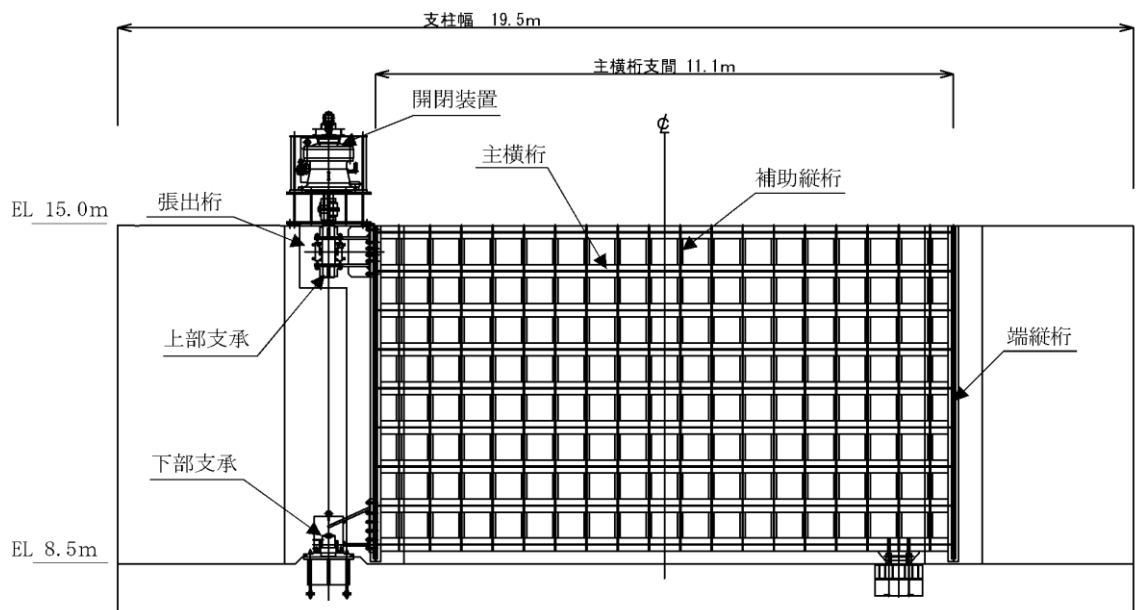 支柱幅 19.5m
主横桁支間 11.1m
開閉装置
℄
主横桁
補助縦桁
張出桁
EL 15.0m
上部支承
端縦桁
下部支承
EL 8.5m